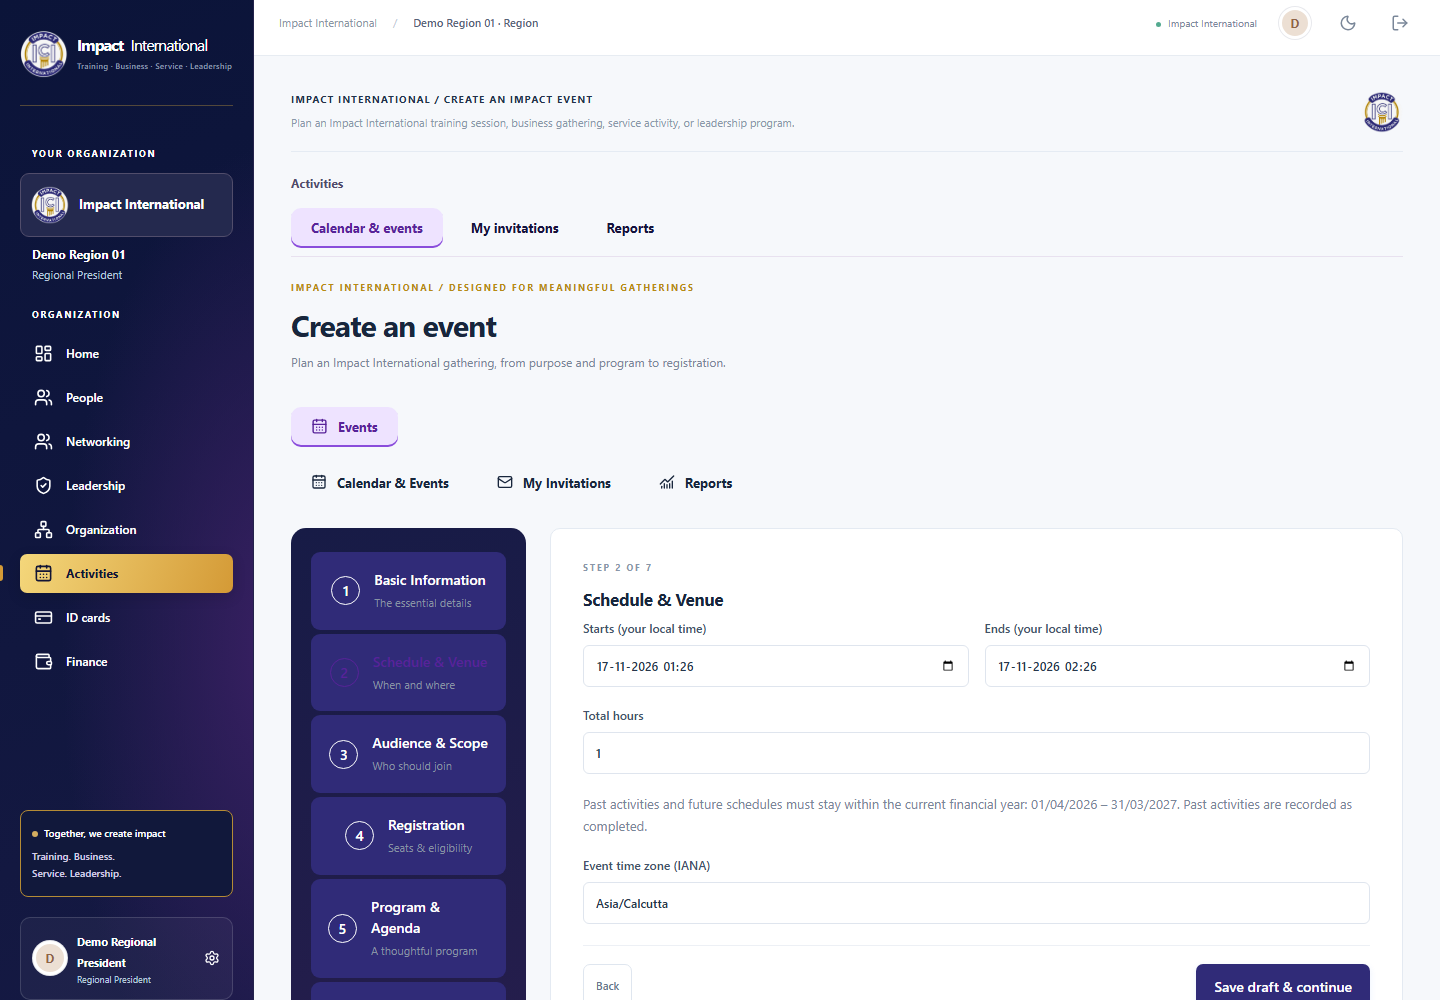 Impact International
Training · Business · Service · Leadership
YOUR ORGANIZATION
Impact International
Demo Region 01
Regional President
ORGANIZATION
Home
People
Networking
Leadership
Organization
Activities
ID cards
Finance
Together, we create impact
Training. Business.
Service. Leadership.
D
Demo Regional
President
Regional President
Impact International / Demo Region 01 · Region
Impact International
D
IMPACT INTERNATIONAL / CREATE AN IMPACT EVENT
Plan an Impact International training session, business gathering, service activity, or leadership program.
IMPACT
ICI
INTERNATIONAL
Activities
Calendar & events
My invitations
Reports
IMPACT INTERNATIONAL / DESIGNED FOR MEANINGFUL GATHERINGS
Create an event
Plan an Impact International gathering, from purpose and program to registration.
Events
Calendar & Events
My Invitations
Reports
1
Basic Information
The essential details
2
Schedule & Venue
When and where
3
Audience & Scope
Who should join
4
Registration
Seats & eligibility
5
Program &
Agenda
A thoughtful program
STEP 2 OF 7
Schedule & Venue
Starts (your local time)
17-11-2026 01:26
Ends (your local time)
17-11-2026 02:26
Total hours
1
Past activities and future schedules must stay within the current financial year: 01/04/2026 – 31/03/2027. Past activities are recorded as
completed.
Event time zone (IANA)
Asia/Calcutta
Back
Save draft & continue